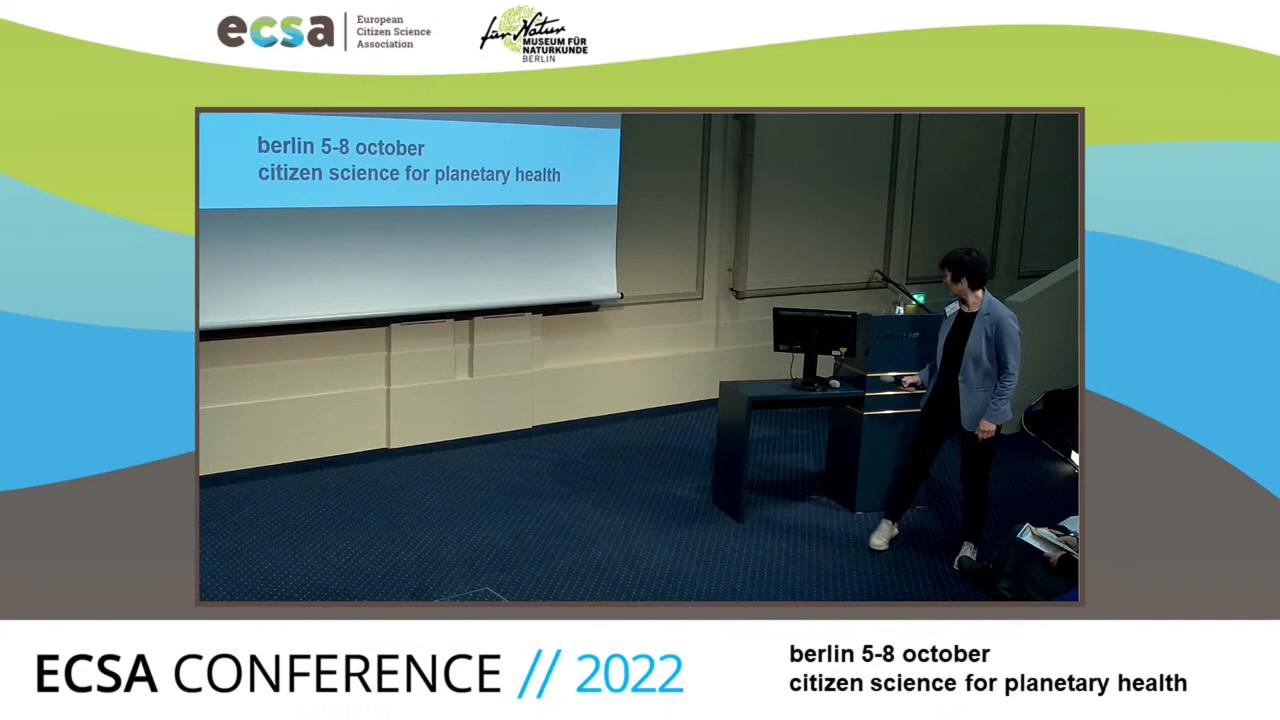 ecsa
European
Citizen Science
Association
für Natur
MUSEUM FÜR
NATURKUNDE
BERLIN
berlin 5-8 october
citizen science for planetary health
ECSA CONFERENCE // 2022
berlin 5-8 october
citizen science for planetary health